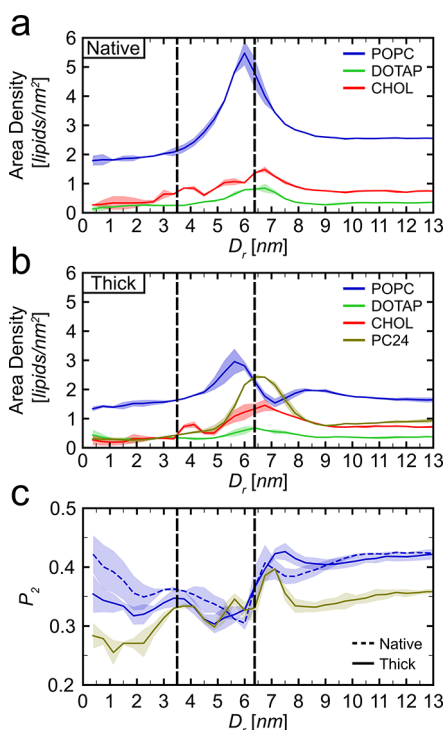 a
Native
POPC
DOTAP
CHOL
Area Density
[lipids/nm²]
6
5
4
3
2
1
0
0 1 2 3 4 5 6 7 8 9 10 11 12 13
Dᵣ [nm]
b
Thick
POPC
DOTAP
CHOL
PC24
Area Density
[lipids/nm²]
6
5
4
3
2
1
0
0 1 2 3 4 5 6 7 8 9 10 11 12 13
Dᵣ [nm]
c
P₂
0.5
0.4
0.3
0.2
Native
Thick
0 1 2 3 4 5 6 7 8 9 10 11 12 13
Dᵣ [nm]